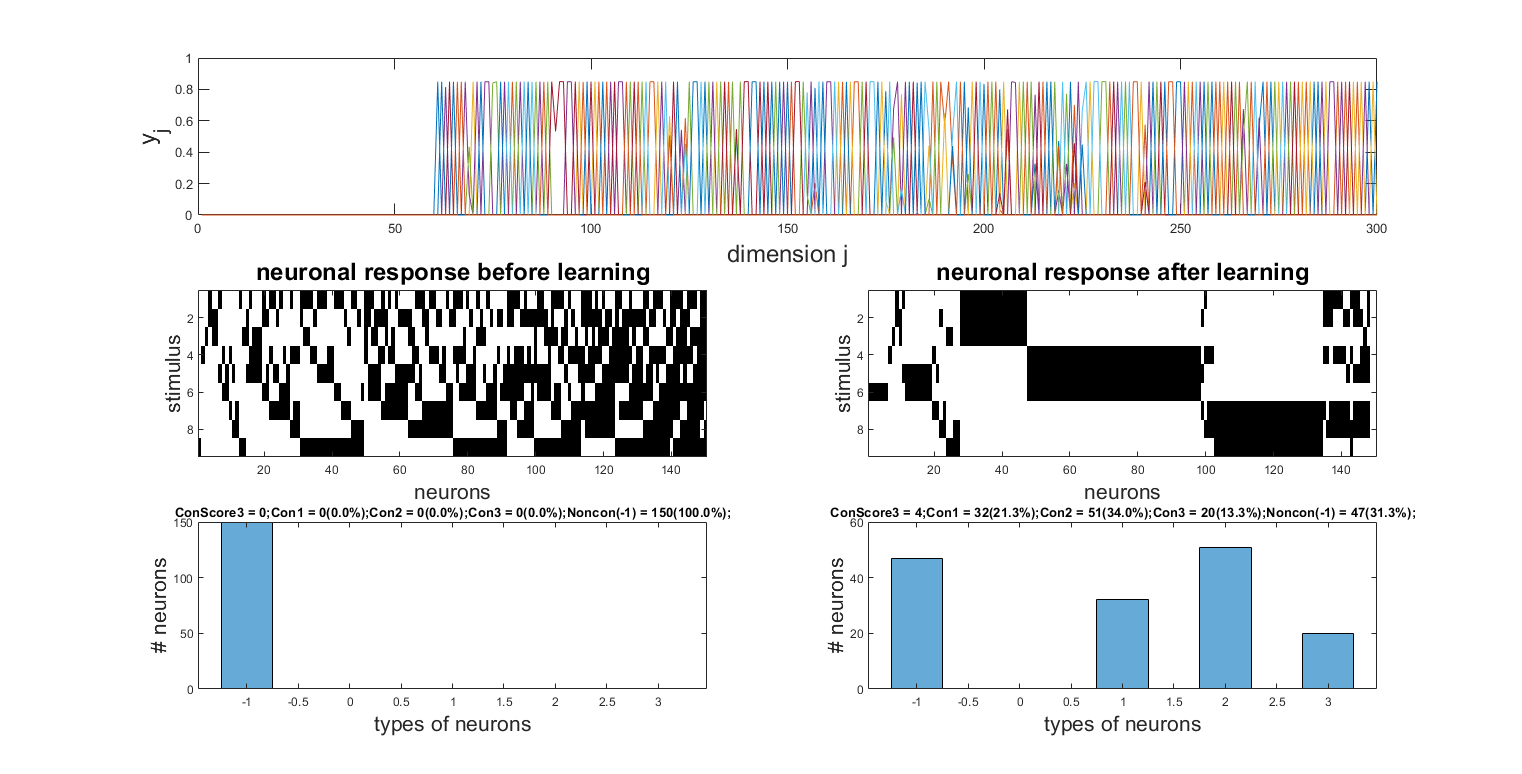 1
0.8
0.6
0.4
0.2
0
y_j
0 50 100 150 200 250 300
dimension j
neuronal response before learning
2
4
6
8
stimulus
20 40 60 80 100 120 140
neurons
neuronal response after learning
2
4
6
8
stimulus
20 40 60 80 100 120 140
neurons
ConScore3 = 0;Con1 = 0(0.0%);Con2 = 0(0.0%);Con3 = 0(0.0%);Noncon(-1) = 150(100.0%);
150
100
50
0
# neurons
-1 -0.5 0 0.5 1 1.5 2 2.5 3
types of neurons
ConScore3 = 4;Con1 = 32(21.3%);Con2 = 51(34.0%);Con3 = 20(13.3%);Noncon(-1) = 47(31.3%);
60
40
20
0
# neurons
-1 -0.5 0 0.5 1 1.5 2 2.5 3
types of neurons